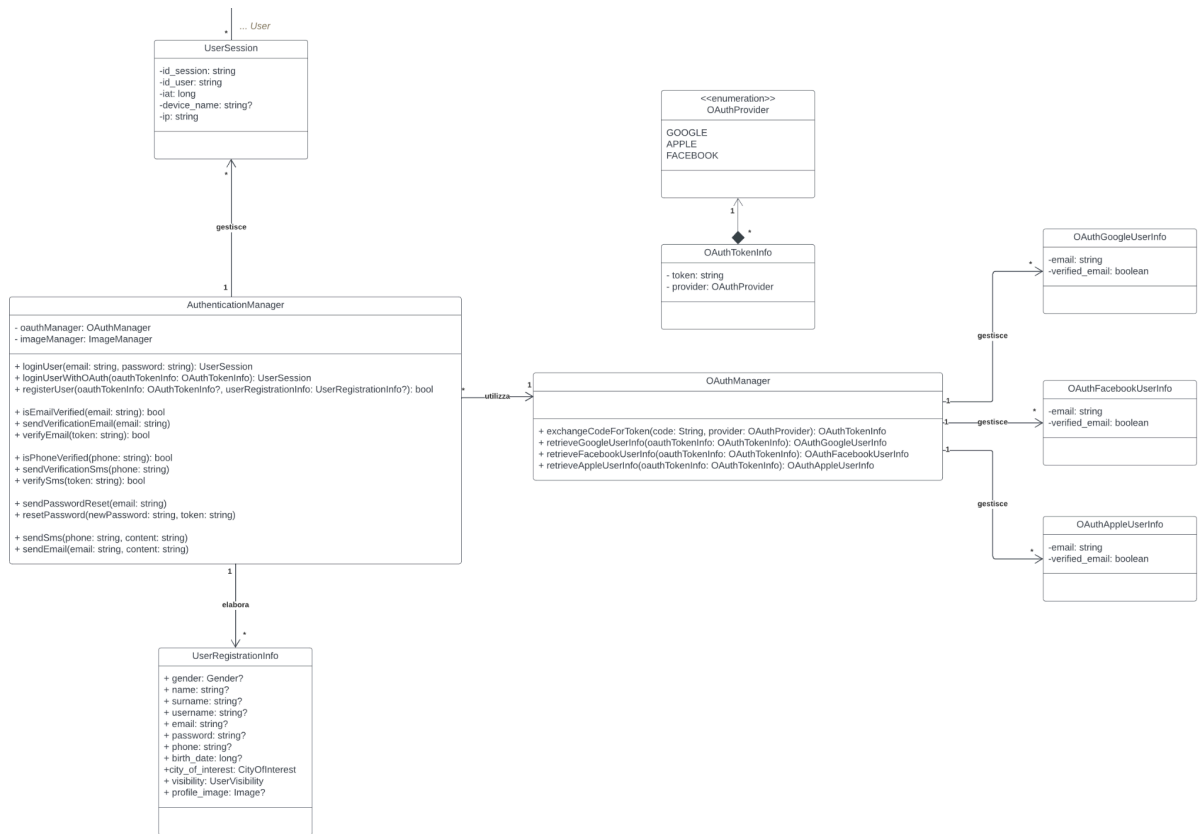 ... User
*
UserSession
-id_session: string
-id_user: string
-iat: long
-device_name: string?
-ip: string
*
gestisce
1
<<enumeration>>
OAuthProvider
GOOGLE
APPLE
FACEBOOK
1
*
OAuthTokenInfo
- token: string
- provider: OAuthProvider
AuthenticationManager
- oauthManager: OAuthManager
- imageManager: ImageManager
+ loginUser(email: string, password: string): UserSession
+ loginUserWithOAuth(oauthTokenInfo: OAuthTokenInfo): UserSession
+ registerUser(oauthTokenInfo: OAuthTokenInfo?, userRegistrationInfo: UserRegistrationInfo?): bool
+ isEmailVerified(email: string): bool
+ sendVerificationEmail(email: string)
+ verifyEmail(token: string): bool
+ isPhoneVerified(phone: string): bool
+ sendVerificationSms(phone: string)
+ verifySms(token: string): bool
+ sendPasswordReset(email: string)
+ resetPassword(newPassword: string, token: string)
+ sendSms(phone: string, content: string)
+ sendEmail(email: string, content: string)
*
utilizza
1
OAuthManager
+ exchangeCodeForToken(code: String, provider: OAuthProvider): OAuthTokenInfo
+ retrieveGoogleUserInfo(oauthTokenInfo: OAuthTokenInfo): OAuthGoogleUserInfo
+ retrieveFacebookUserInfo(oauthTokenInfo: OAuthTokenInfo): OAuthFacebookUserInfo
+ retrieveAppleUserInfo(oauthTokenInfo: OAuthTokenInfo): OAuthAppleUserInfo
1
gestisce
*
OAuthGoogleUserInfo
-email: string
-verified_email: boolean
1
gestisce
*
OAuthFacebookUserInfo
-email: string
-verified_email: boolean
1
gestisce
*
OAuthAppleUserInfo
-email: string
-verified_email: boolean
1
elabora
*
UserRegistrationInfo
+ gender: Gender?
+ name: string?
+ surname: string?
+ username: string?
+ email: string?
+ password: string?
+ phone: string?
+ birth_date: long?
+city_of_interest: CityOfInterest
+ visibility: UserVisibility
+ profile_image: Image?